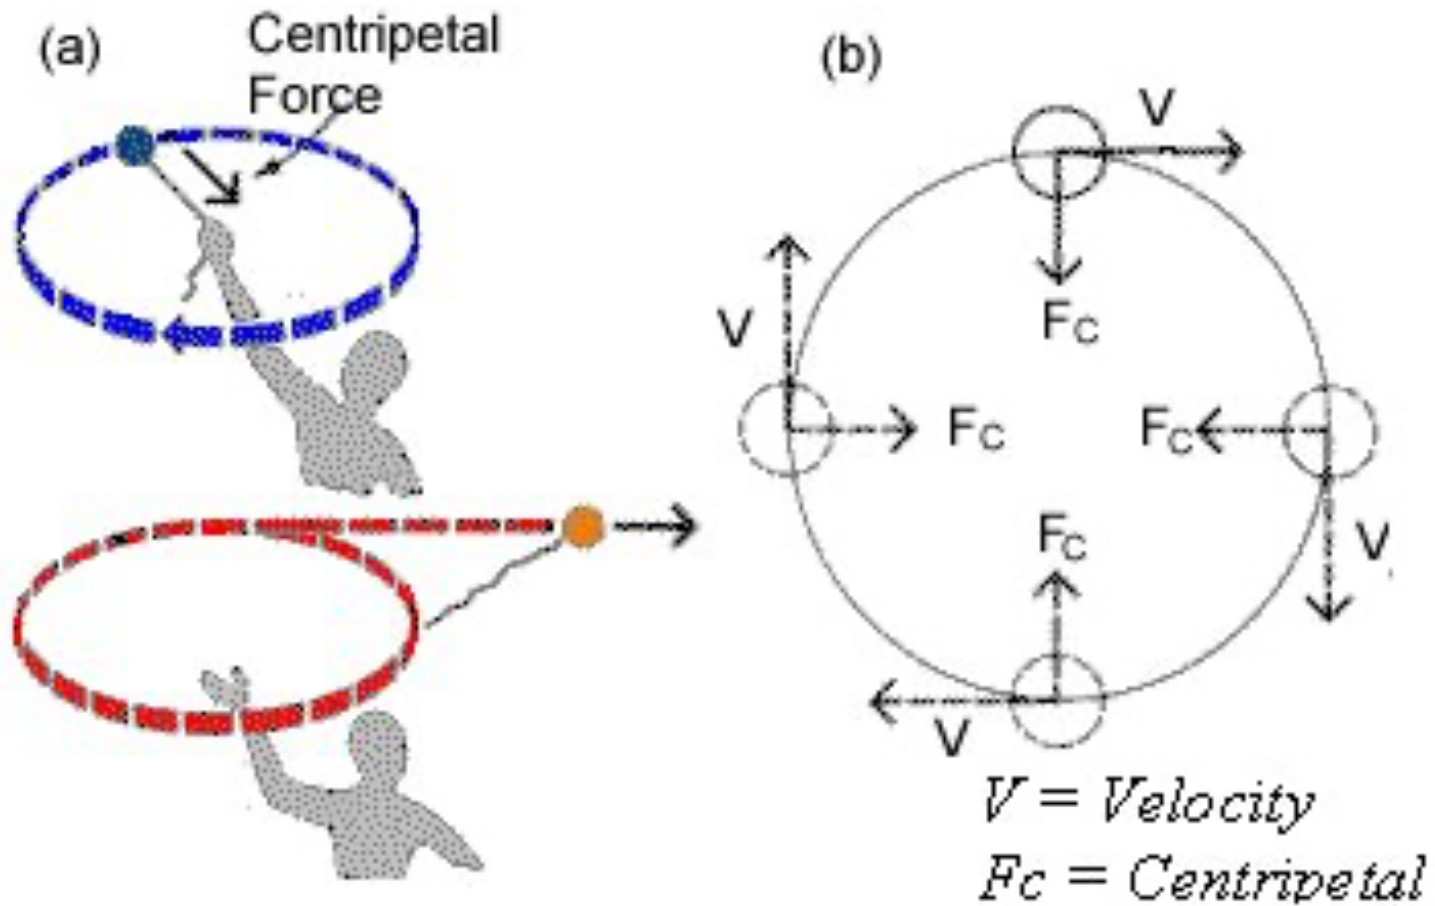 (a)
Centripetal
Force
(b)
V
Fc
V
Fc
Fc
V
Fc
V
V = Velocity
Fc = Centripetal